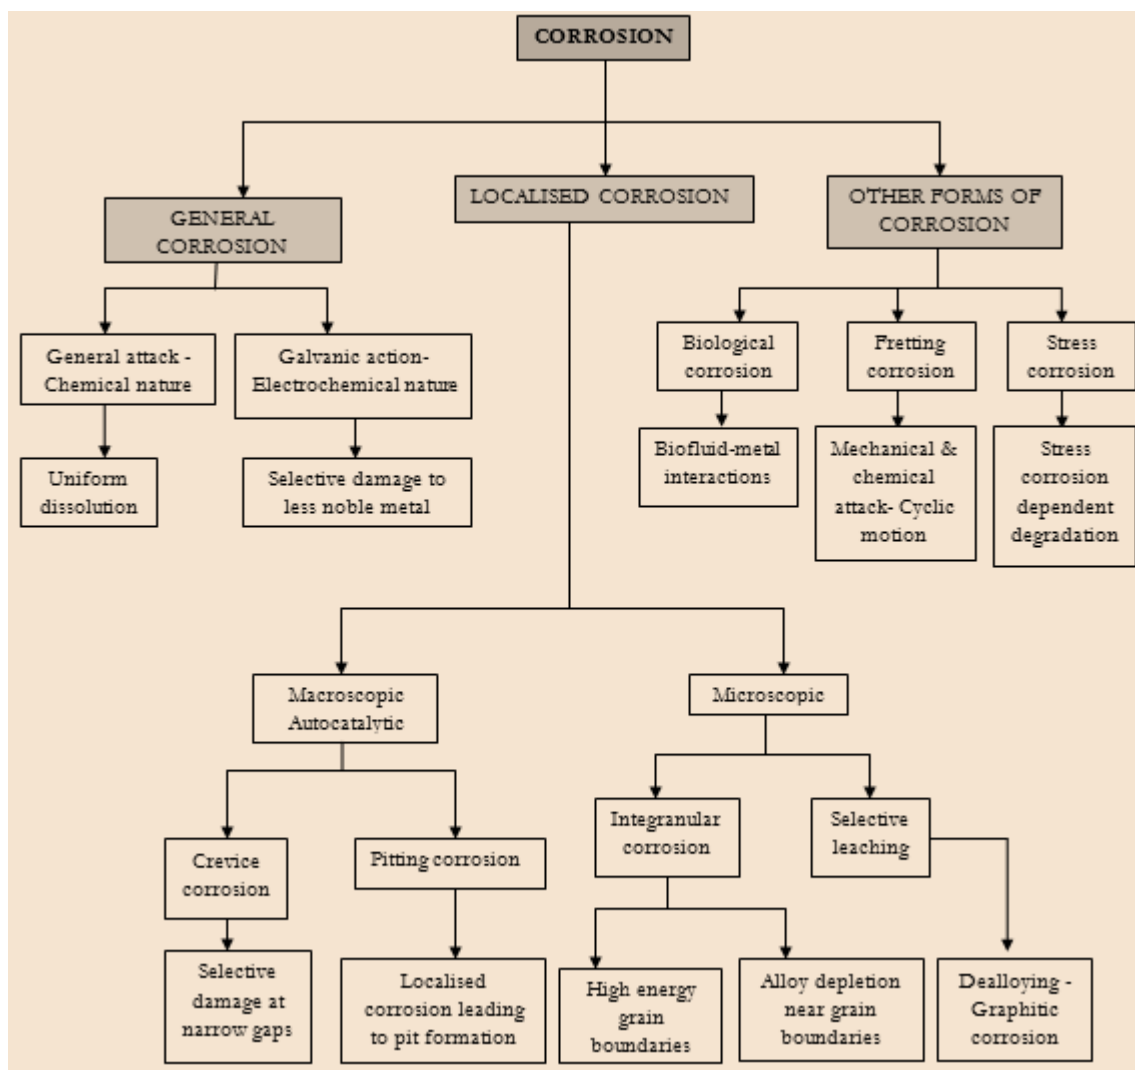 CORROSION
GENERAL
CORROSION
LOCALISED CORROSION
OTHER FORMS OF
CORROSION
General attack -
Chemical nature
Galvanic action-
Electrochemical nature
Biological
corrosion
Fretting
corrosion
Stress
corrosion
Uniform
dissolution
Selective damage to
less noble metal
Biofluid-metal
interactions
Mechanical &
chemical
attack- Cyclic
motion
Stress
corrosion
dependent
degradation
Macroscopic
Autocatalytic
Microscopic
Crevice
corrosion
Pitting corrosion
Integranular
corrosion
Selective
leaching
Selective
damage at
narrow gaps
Localised
corrosion leading
to pit formation
High energy
grain
boundaries
Alloy depletion
near grain
boundaries
Dealloying -
Graphitic
corrosion